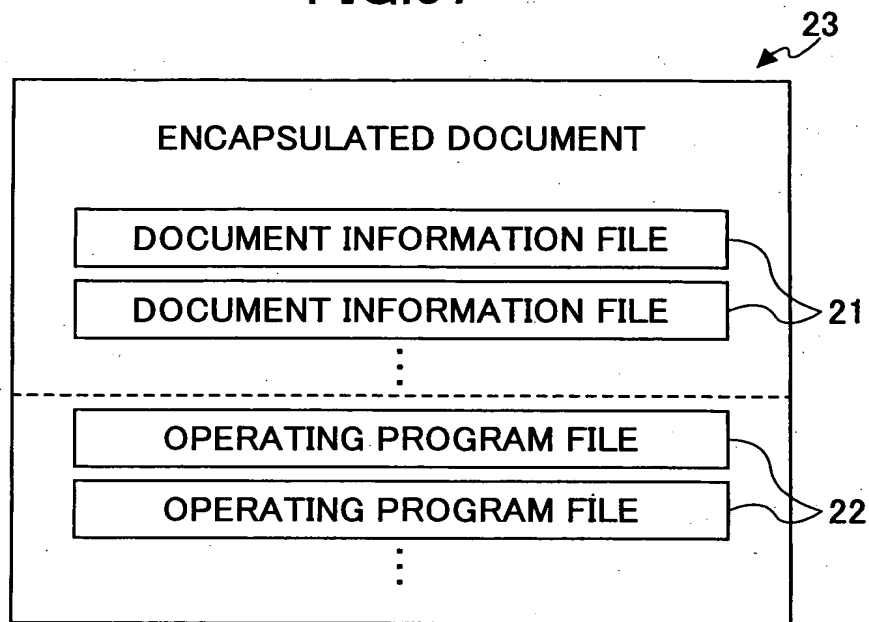 23
ENCAPSULATED DOCUMENT
DOCUMENT INFORMATION FILE
DOCUMENT INFORMATION FILE
21
OPERATING PROGRAM FILE
OPERATING PROGRAM FILE
22